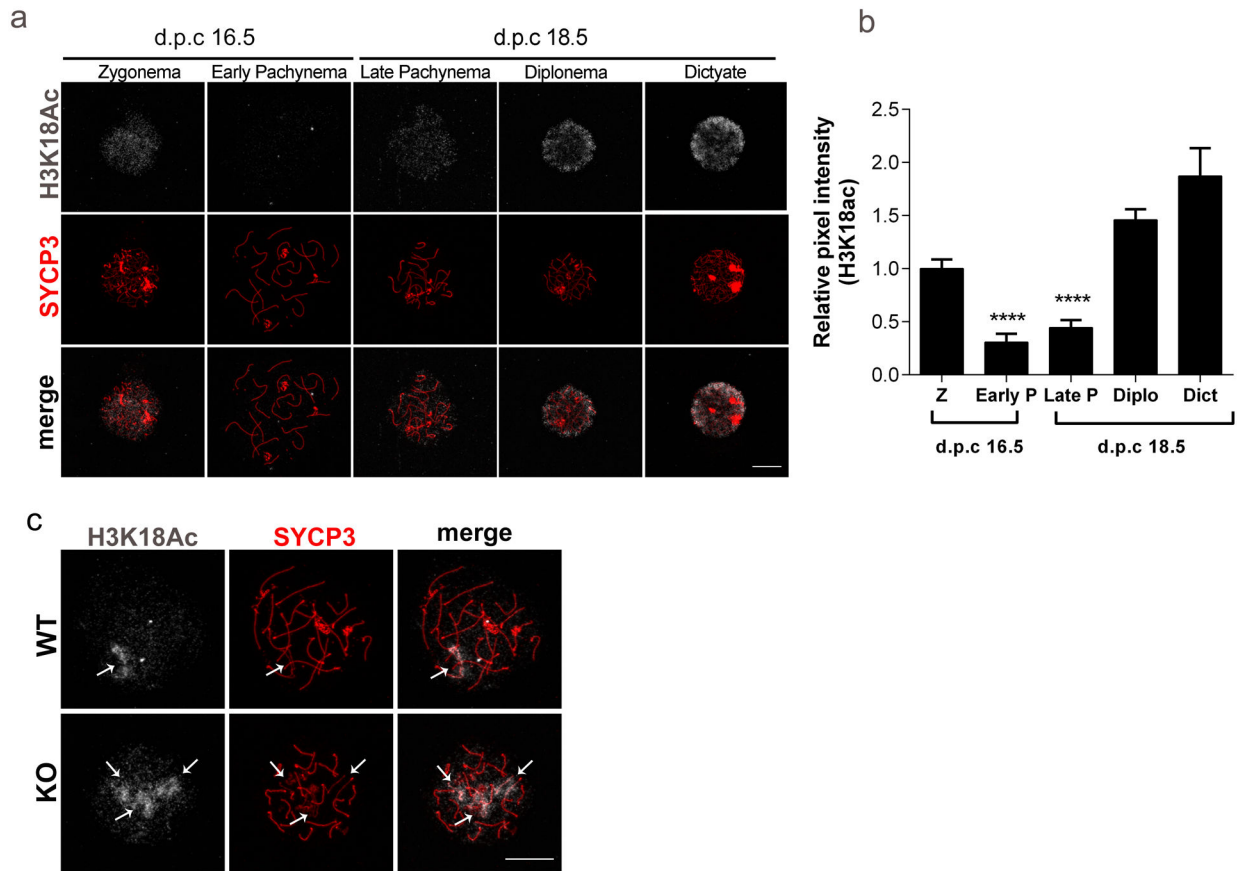 a
d.p.c 16.5 d.p.c 18.5
Zygonema Early Pachynema Late Pachynema Diplonema Dictyate
H3K18Ac
SYCP3
merge
b
Relative pixel intensity
(H3K18ac)
2.5
2.0
1.5
1.0
0.5
0.0
**** ****
Z Early P Late P Diplo Dict
d.p.c 16.5 d.p.c 18.5
c
H3K18Ac SYCP3 merge
WT
KO